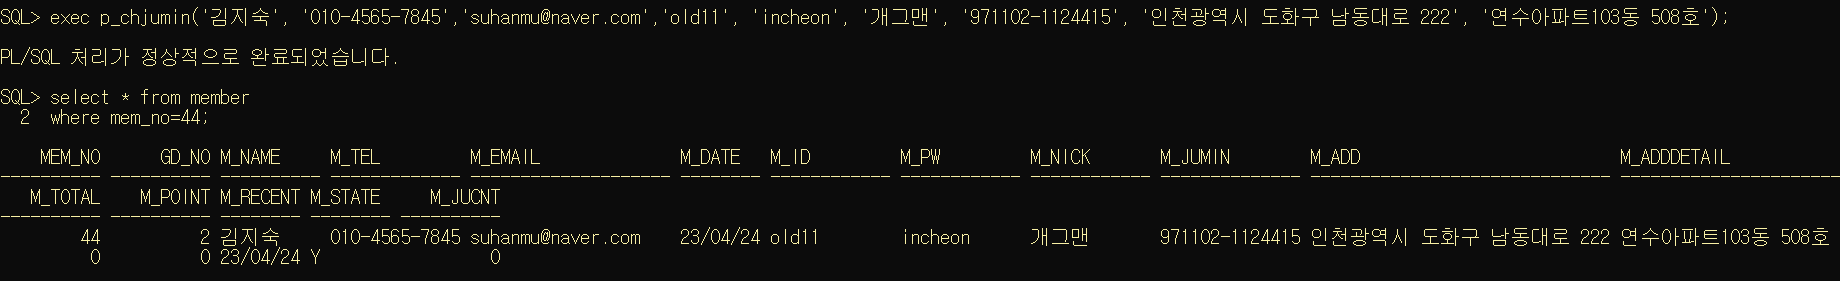 SQL> exec p_chjumin('김지숙', '010-4565-7845','suhanmu@naver.com','old11', 'incheon', '개그맨', '971102-1124415', '인천광역시 도화구 남동대로 222', '연수아파트103동 508호');
PL/SQL 처리가 정상적으로 완료되었습니다.
SQL> select * from member
  2  where mem_no=44;
    MEM_NO      GD_NO M_NAME     M_TEL         M_EMAIL              M_DATE   M_ID         M_PW         M_NICK       M_JUMIN        M_ADD                          M_ADDDETAIL
---------- ---------- ---------- ------------- -------------------- -------- ------------ ------------ ------------ -------------- ------------------------------ ----------------------
   M_TOTAL    M_POINT M_RECENT M_STATE    M_JUCNT
---------- ---------- -------- -------- ----------
        44          2 김지숙     010-4565-7845 suhanmu@naver.com    23/04/24 old11        incheon      개그맨       971102-1124415 인천광역시 도화구 남동대로 222 연수아파트103동 508호
         0          0 23/04/24 Y                 0